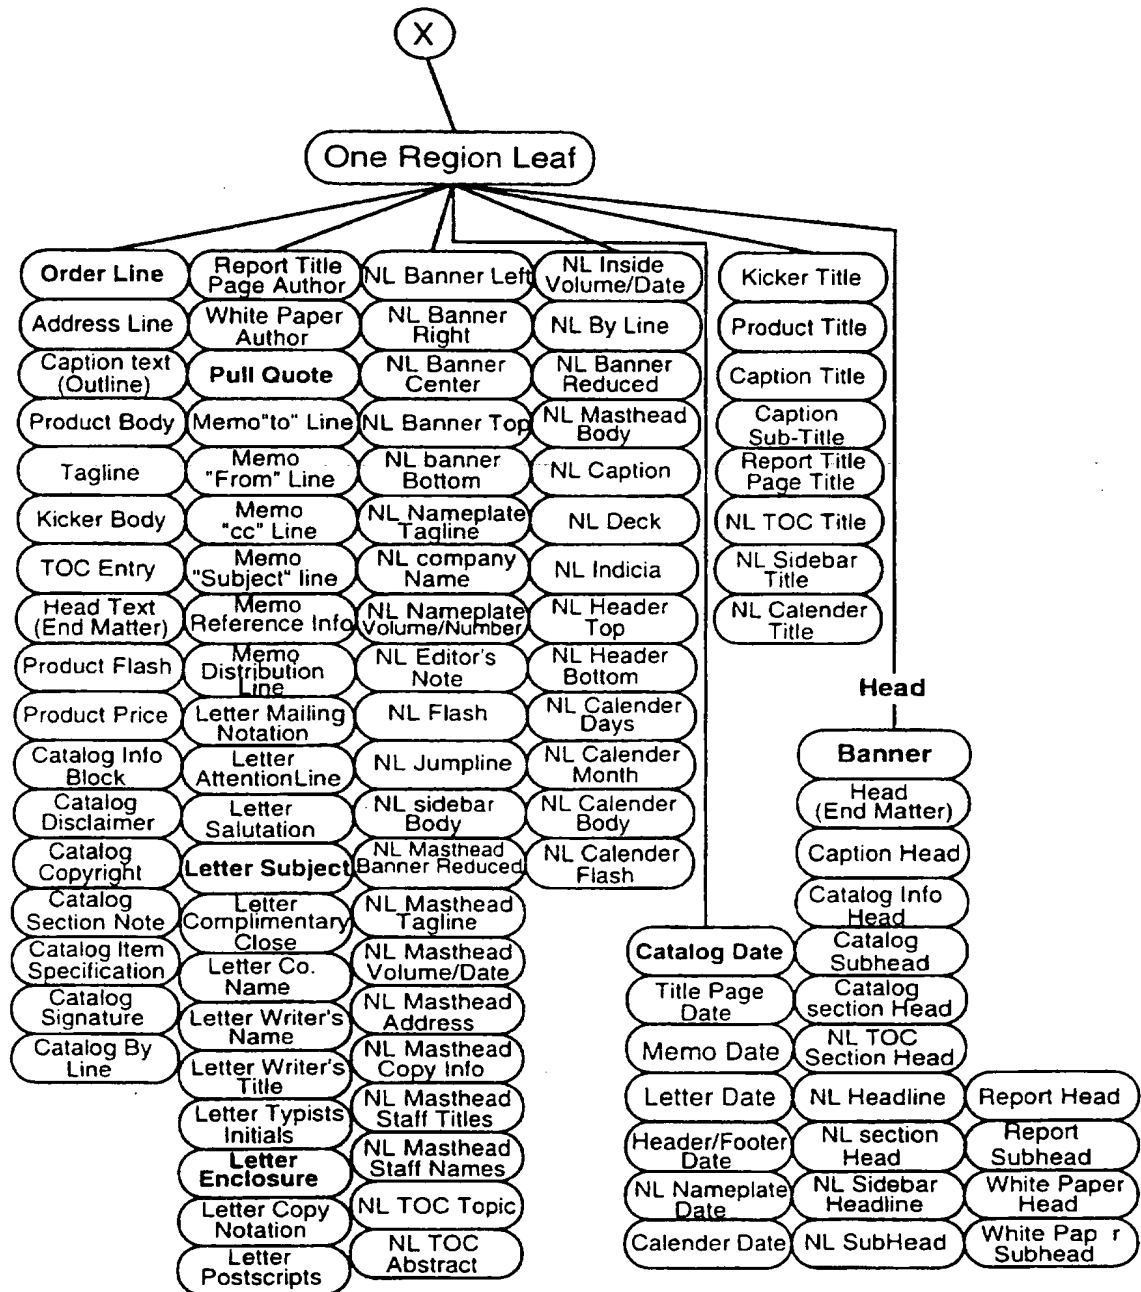 X
One Region Leaf
Order Line
Address Line
Caption text
(Outline)
Product Body
Tagline
Kicker Body
TOC Entry
Head Text
(End Matter)
Product Flash
Product Price
Catalog Info
Block
Catalog
Disclaimer
Catalog
Copyright
Catalog
Section Note
Catalog Item
Specification
Catalog
Signature
Catalog By
Line
Report Title
Page Author
White Paper
Author
Pull Quote
Memo"to" Line
Memo
"From" Line
Memo
"cc" Line
Memo
"Subject" line
Memo
Reference Info
Memo
Distribution
Line
Letter Mailing
Notation
Letter
AttentionLine
Letter
Salutation
Letter Subject
Letter
Complimentary
Close
Letter Co.
Name
Letter Writer's
Name
Letter Writer's
Title
Letter Typists
Initials
Letter
Enclosure
Letter Copy
Notation
Letter
Postscripts
NL Banner Left
NL Banner
Right
NL Banner
Center
NL Banner Top
NL banner
Bottom
NL Nameplate
Tagline
NL company
Name
NL Nameplate
Volume/Number
NL Editor's
Note
NL Flash
NL Jumpline
NL sidebar
Body
NL Masthead
Banner Reduced
NL Masthead
Tagline
NL Masthead
Volume/Date
NL Masthead
Address
NL Masthead
Copy Info
NL Masthead
Staff Titles
NL Masthead
Staff Names
NL TOC Topic
NL TOC
Abstract
NL Inside
Volume/Date
NL By Line
NL Banner
Reduced
NL Masthead
Body
NL Caption
NL Deck
NL Indicia
NL Header
Top
NL Header
Bottom
NL Calender
Days
NL Calender
Month
NL Calender
Body
NL Calender
Flash
Catalog Date
Title Page
Date
Memo Date
Letter Date
Header/Footer
Date
NL Nameplate
Date
Calender Date
Kicker Title
Product Title
Caption Title
Caption
Sub-Title
Report Title
Page Title
NL TOC Title
NL Sidebar
Title
NL Calender
Title
Head
Banner
Head
(End Matter)
Caption Head
Catalog Info
Head
Catalog
Subhead
Catalog
section Head
NL TOC
Section Head
NL Headline
NL section
Head
NL Sidebar
Headline
NL SubHead
Report Head
Report
Subhead
White Paper
Head
White Pap r
Subhead